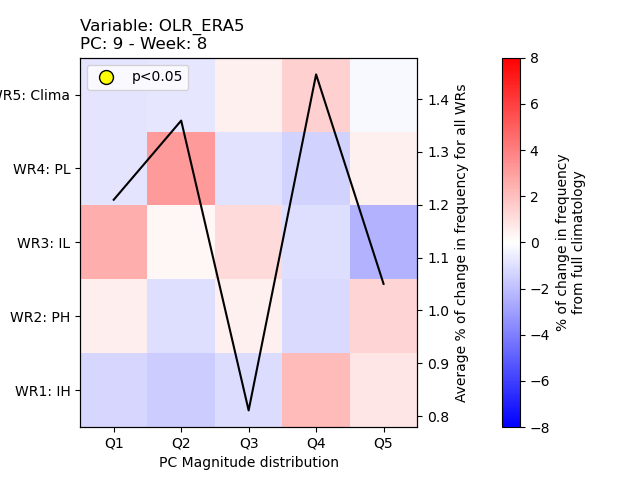 Variable: OLR_ERA5
PC: 9 - Week: 8
p<0.05
WR5: Clima
WR4: PL
WR3: IL
WR2: PH
WR1: IH
Q1 Q2 Q3 Q4 Q5
PC Magnitude distribution
1.4
1.3
1.2
1.1
1.0
0.9
0.8
Average % of change in frequency for all WRs
8
6
4
2
0
−2
−4
−6
−8
% of change in frequency
from full climatology